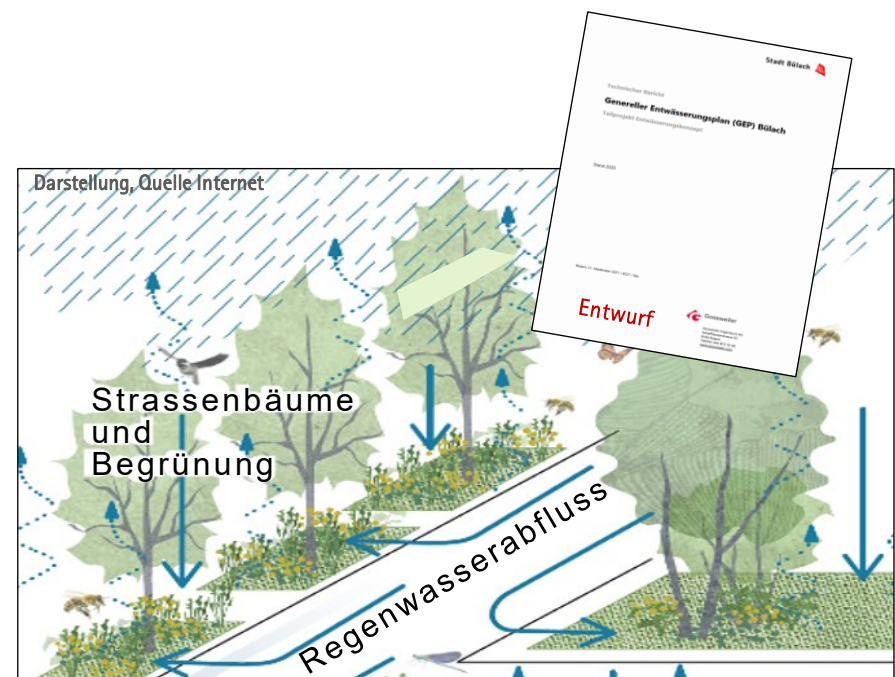 Stadt Bülach
Technischer Bericht
Genereller Entwässerungsplan (GEP) Bülach
Teilprojekt Entwässerungskonzept
Entwurf
Gossweiler
Darstellung, Quelle Internet
Strassenbäume
und
Begrünung
Regenwasserabfluss